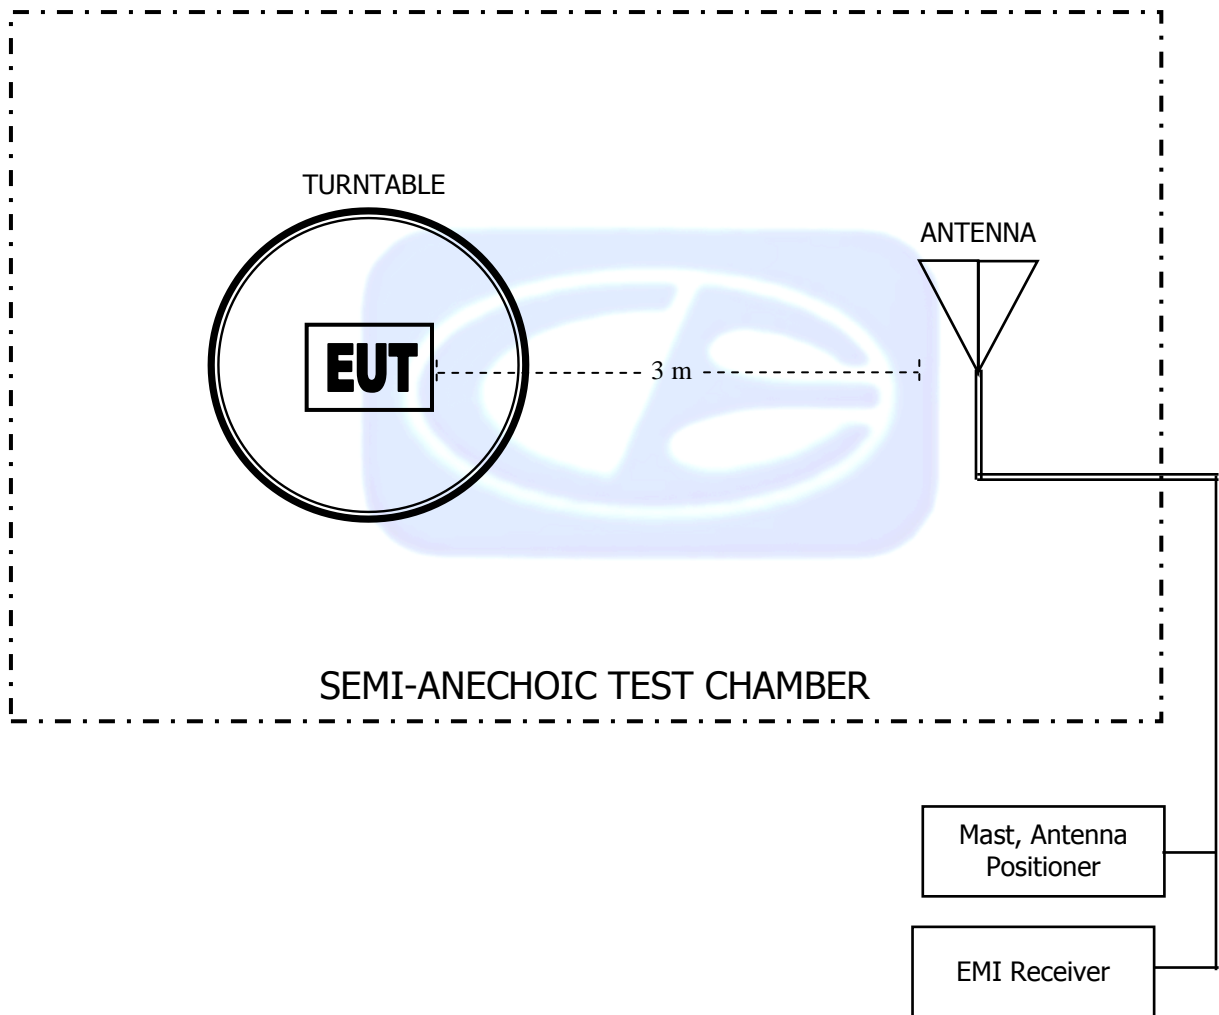 TURNTABLE
ANTENNA
EUT
3 m
SEMI-ANECHOIC TEST CHAMBER
Mast, Antenna
Positioner
EMI Receiver